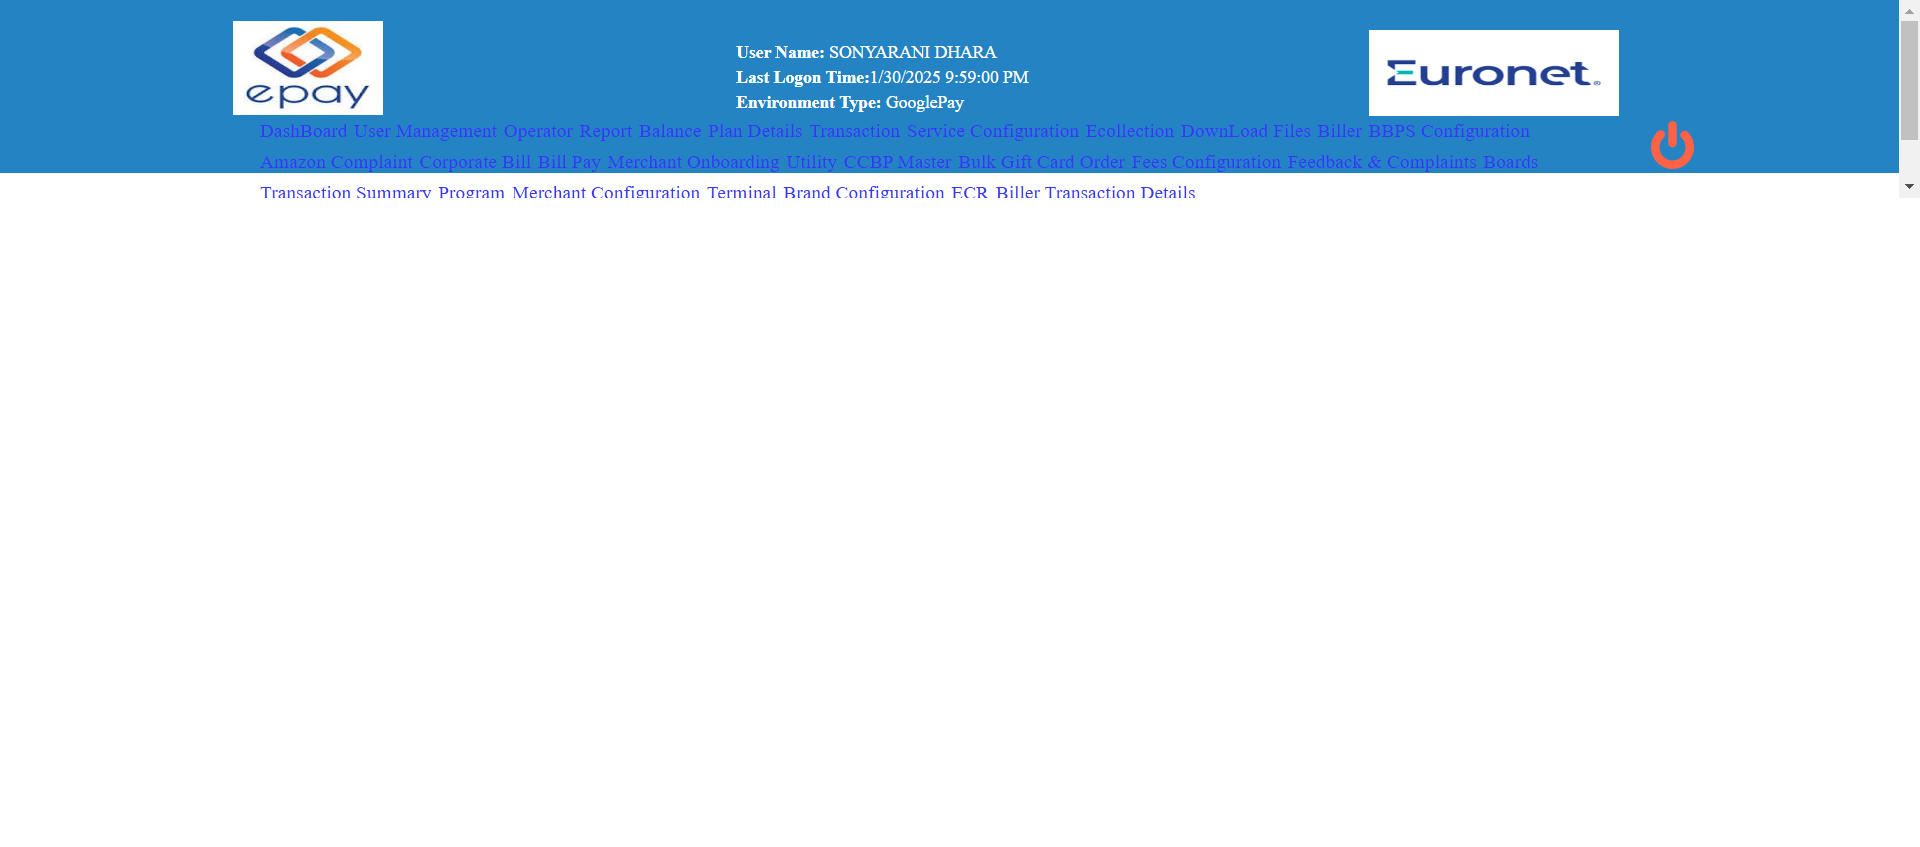 epay
User Name: SONYARANI DHARA
Last Logon Time:1/30/2025 9:59:00 PM
Environment Type: GooglePay
Euronet
DashBoard User Management Operator Report Balance Plan Details Transaction Service Configuration Ecollection DownLoad Files Biller BBPS Configuration
Amazon Complaint Corporate Bill Bill Pay Merchant Onboarding Utility CCBP Master Bulk Gift Card Order Fees Configuration Feedback & Complaints Boards
Transaction Summary Program Merchant Configuration Terminal Brand Configuration ECR Biller Transaction Details